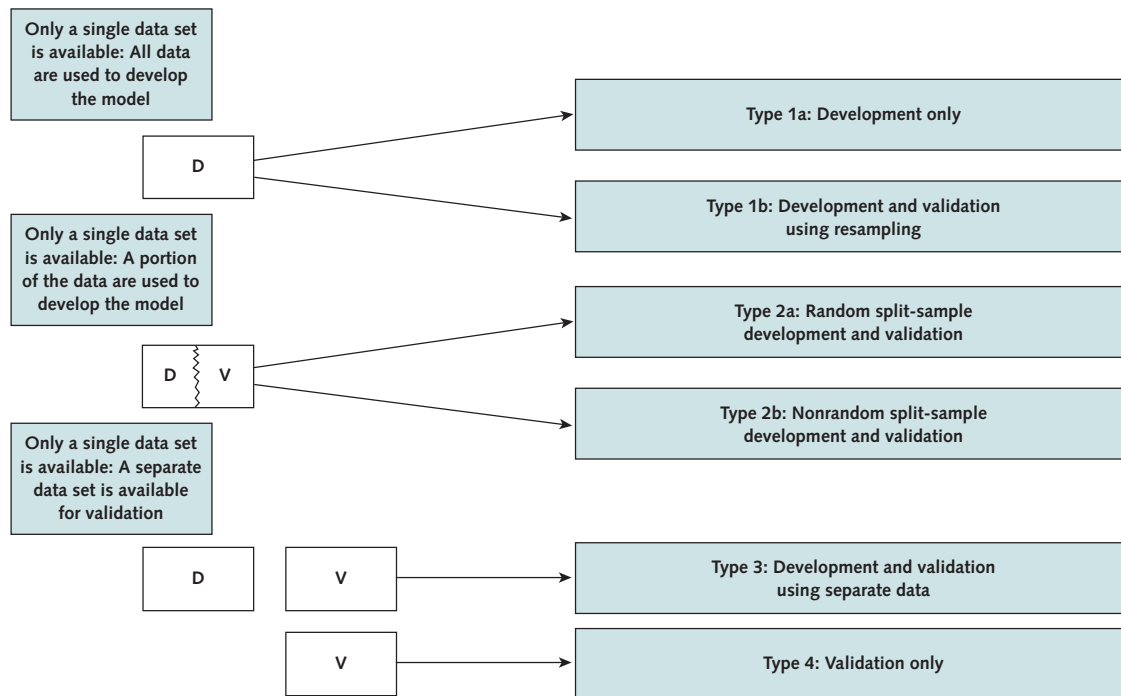 Only a single data set
is available: All data
are used to develop
the model
D
Type 1a: Development only
Type 1b: Development and validation
using resampling
Only a single data set
is available: A portion
of the data are used to
develop the model
D
V
Type 2a: Random split-sample
development and validation
Type 2b: Nonrandom split-sample
development and validation
Only a single data set
is available: A separate
data set is available
for validation
D
V
Type 3: Development and validation
using separate data
V
Type 4: Validation only